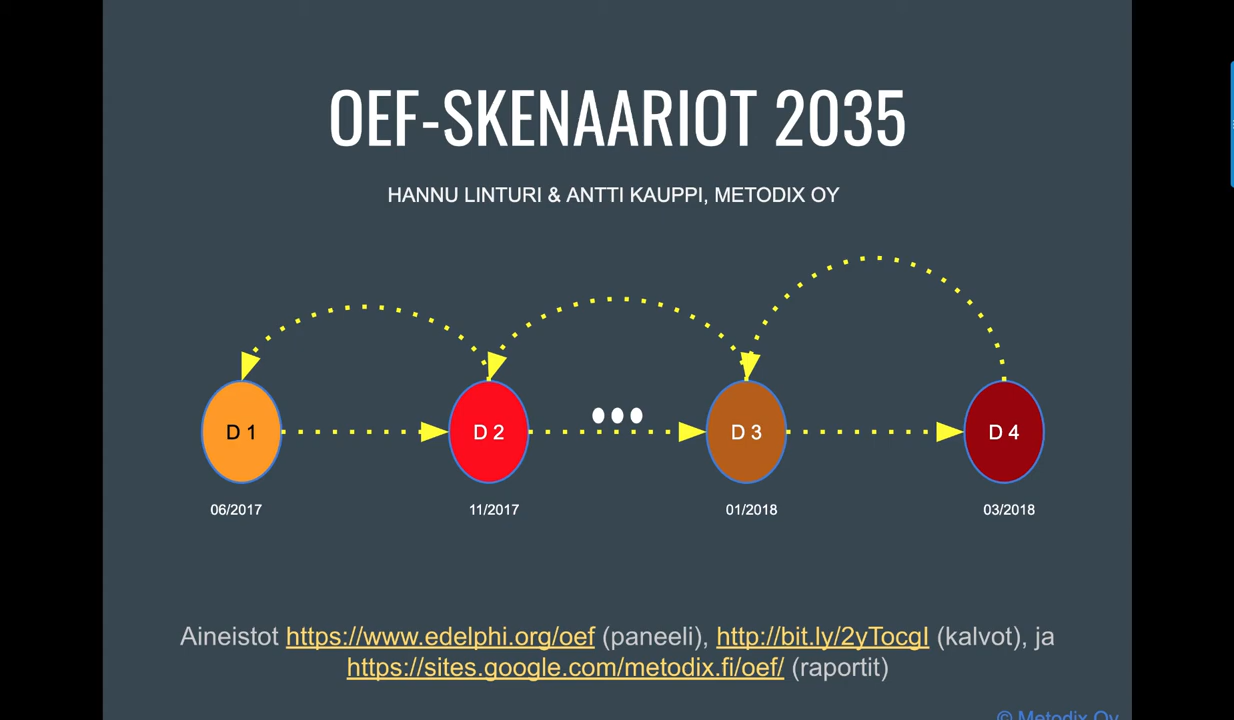 OEF-SKENAARIOT 2035
HANNU LINTURI & ANTTI KAUPPI, METODIX OY
D 1
D 2
D 3
D 4
06/2017
11/2017
01/2018
03/2018
Aineistot https://www.edelphi.org/oef (paneeli), http://bit.ly/2yTocgI (kalvot), ja
https://sites.google.com/metodix.fi/oef/ (raportit)
© Metodix Oy